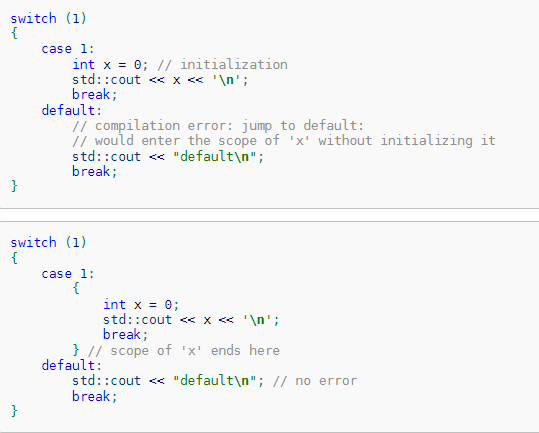 switch (1)
{
    case 1:
        int x = 0; // initialization
        std::cout << x << '\n';
        break;
    default:
        // compilation error: jump to default:
        // would enter the scope of 'x' without initializing it
        std::cout << "default\n";
        break;
}
switch (1)
{
    case 1:
        {
            int x = 0;
            std::cout << x << '\n';
            break;
        } // scope of 'x' ends here
    default:
        std::cout << "default\n"; // no error
        break;
}